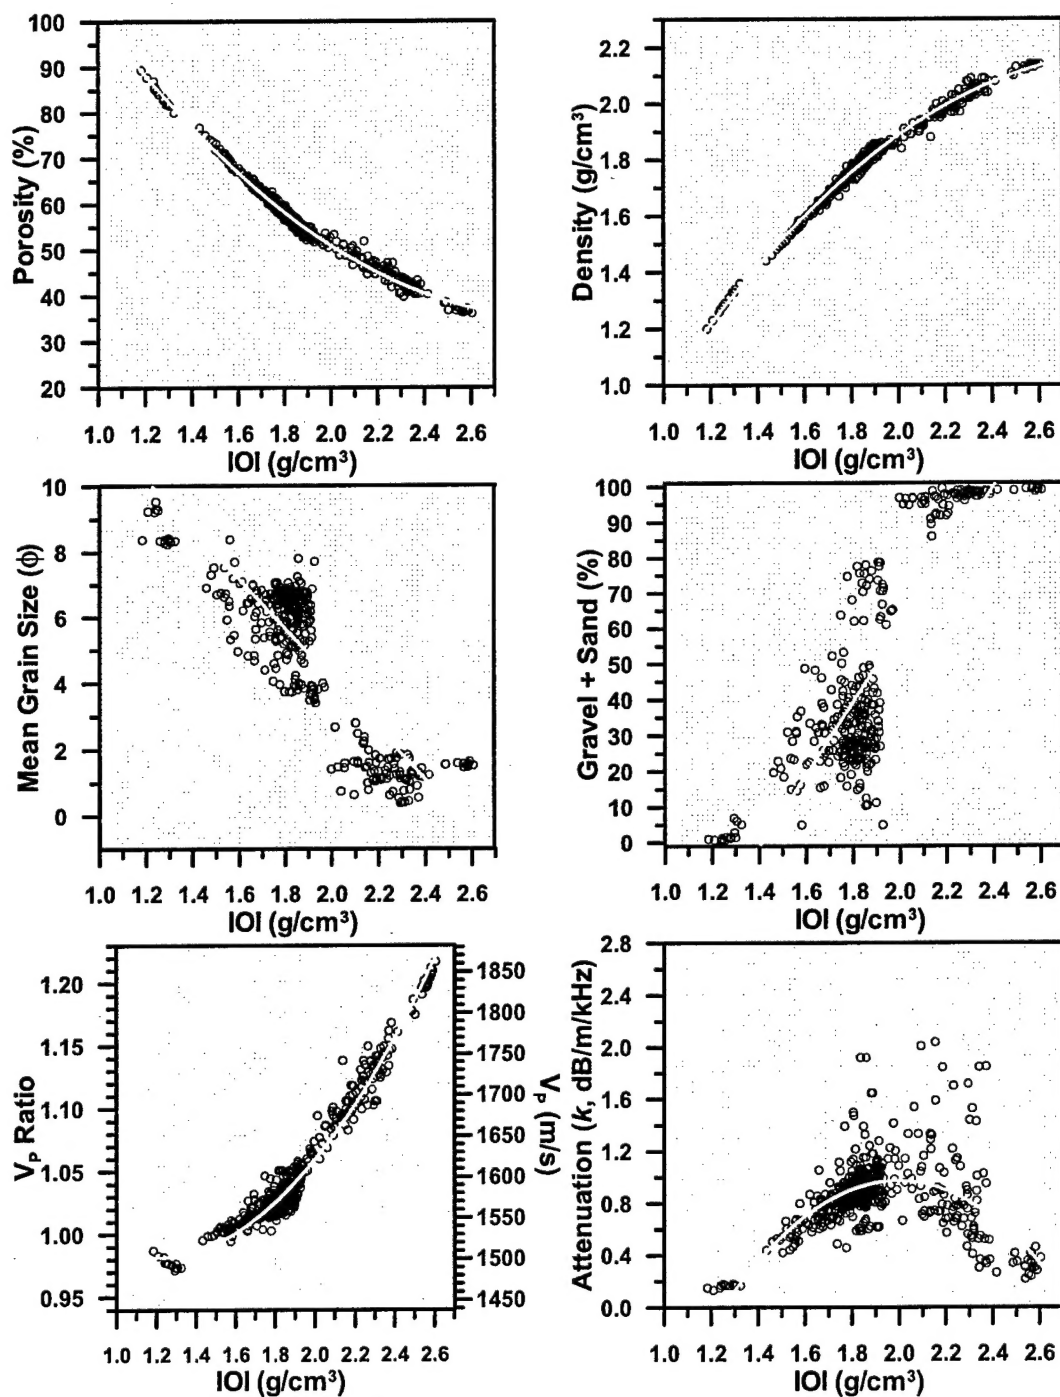 100
90
80
70
60
50
40
30
20
Porosity (%)
1.0 1.2 1.4 1.6 1.8 2.0 2.2 2.4 2.6
IOI (g/cm³)
2.2
2.0
1.8
1.6
1.4
1.2
1.0
Density (g/cm³)
1.0 1.2 1.4 1.6 1.8 2.0 2.2 2.4 2.6
IOI (g/cm³)
10
8
6
4
2
0
Mean Grain Size (ϕ)
1.0 1.2 1.4 1.6 1.8 2.0 2.2 2.4 2.6
IOI (g/cm³)
100
90
80
70
60
50
40
30
20
10
0
Gravel + Sand (%)
1.0 1.2 1.4 1.6 1.8 2.0 2.2 2.4 2.6
IOI (g/cm³)
1.20
1.15
1.10
1.05
1.00
0.95
V_P Ratio
1850
1800
1750
1700
1650
1600
1550
1500
1450
V_P (m/s)
1.0 1.2 1.4 1.6 1.8 2.0 2.2 2.4 2.6
IOI (g/cm³)
2.8
2.4
2.0
1.6
1.2
0.8
0.4
0.0
Attenuation (k, dB/m/kHz)
1.0 1.2 1.4 1.6 1.8 2.0 2.2 2.4 2.6
IOI (g/cm³)